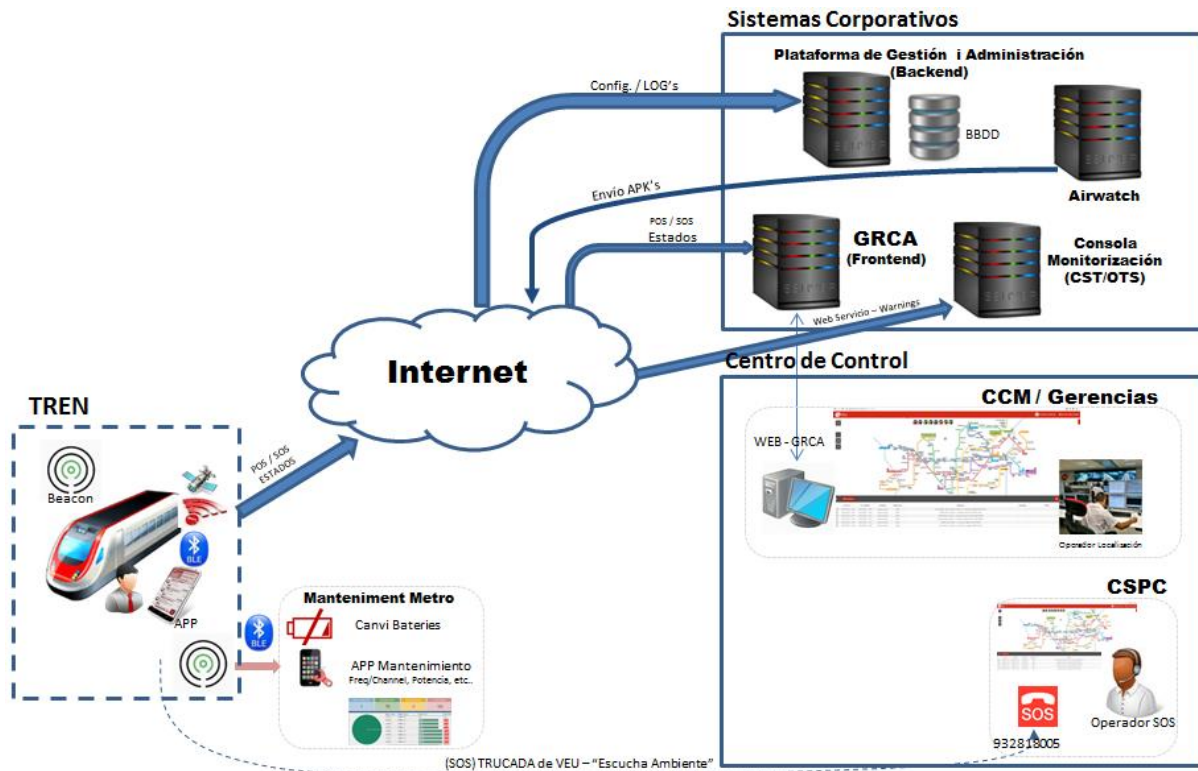 Sistemas Corporativos
Plataforma de Gestión i Administración
(Backend)
Config. / LOG's
BBDD
Airwatch
Envio APK's
POS / SOS
Estados
GRCA
(Frontend)
Consola
Monitorización
(CST/OTS)
Web Servicio – Warnings
Internet
Centro de Control
CCM / Gerencias
WEB - GRCA
Operador Localización
TREN
Beacon
POS / SOS
ESTADOS
BLE
APP
BLE
Manteniment Metro
Canvi Bateries
APP Mantenimiento
Freq/Channel, Potencia, etc..
CSPC
SOS
Operador SOS
932818005
(SOS) TRUCADA de VEU – "Escucha Ambiente"